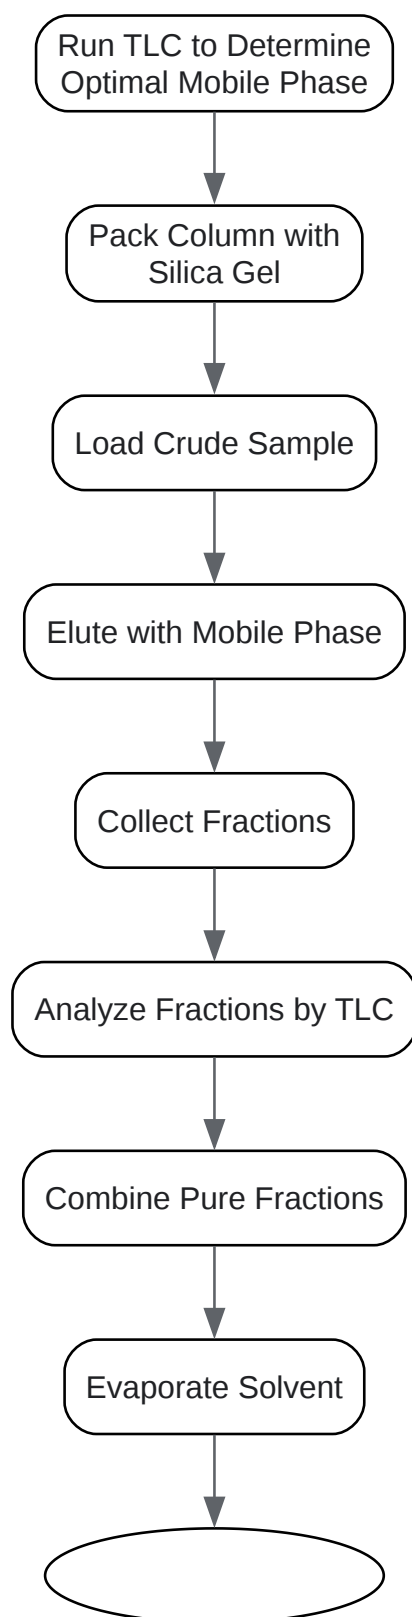 Run TLC to Determine
Optimal Mobile Phase
Pack Column with
Silica Gel
Load Crude Sample
Elute with Mobile Phase
Collect Fractions
Analyze Fractions by TLC
Combine Pure Fractions
Evaporate Solvent